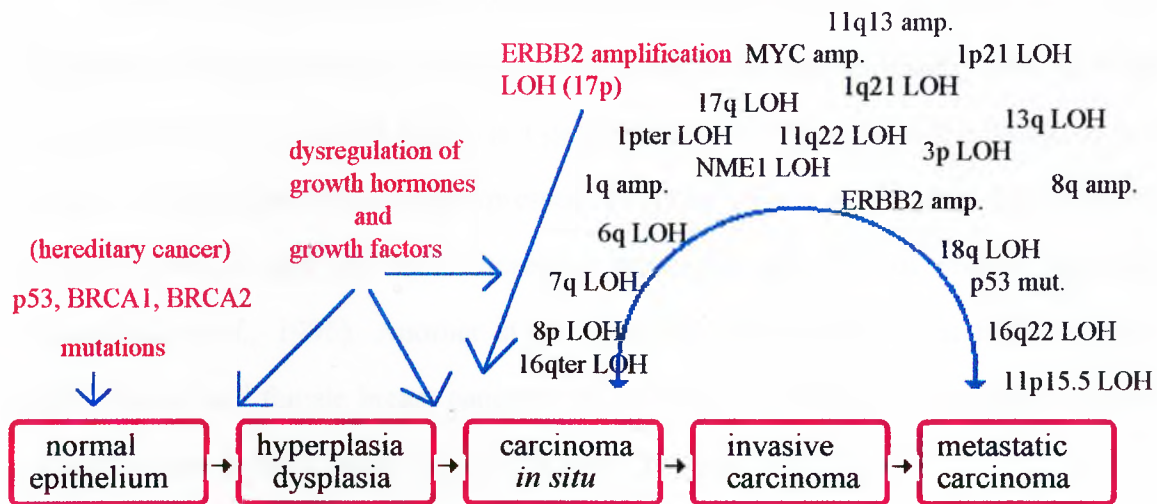 11q13 amp.
ERBB2 amplification MYC amp. 1p21 LOH
LOH (17p) 1q21 LOH
17q LOH 13q LOH
1pter LOH 11q22 LOH 3p LOH
NME1 LOH
dysregulation of
growth hormones
and
growth factors
1q amp. 8q amp.
ERBB2 amp.
6q LOH 18q LOH
7q LOH p53 mut.
8p LOH 16q22 LOH
16qter LOH 11p15.5 LOH
(hereditary cancer)
p53, BRCA1, BRCA2
mutations
normal
epithelium
hyperplasia
dysplasia
carcinoma
in situ
invasive
carcinoma
metastatic
carcinoma